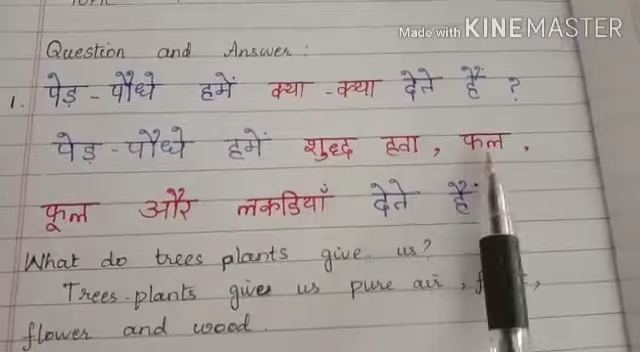 Made with KINEMASTER
Question and Answer :
1. पेड़ - पौधे हमें क्या - क्या देते हैं ?
पेड़ - पौधे हमें शुद्ध हवा , फल ,
फूल और लकडियाँ देते हैं
What do trees plants give us?
Trees-plants gives us pure air ,
flower and wood.